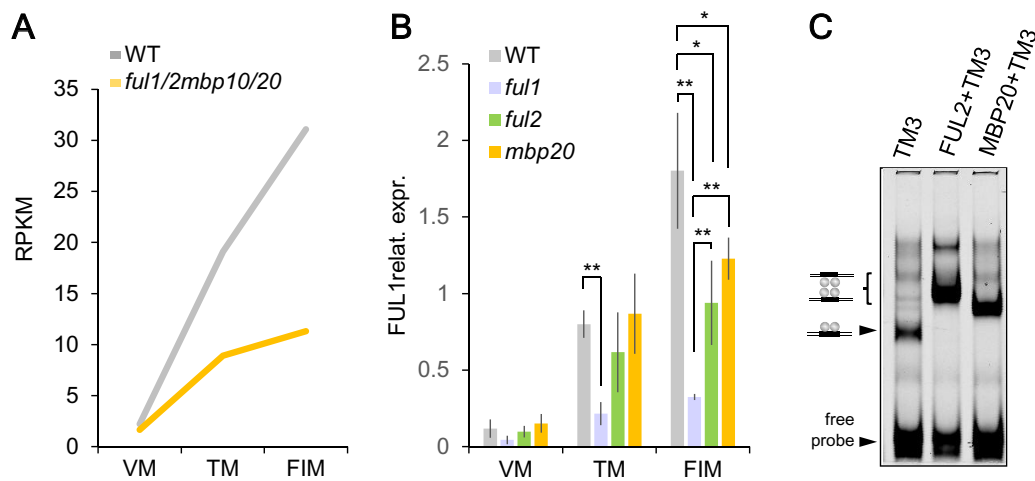 A
WT
ful1/2mbp10/20
RPKM
35
30
25
20
15
10
5
0
VM TM FIM
B
WT
ful1
ful2
mbp20
FUL1relat. expr.
2.5
2
1.5
1
0.5
0
**
**
*
*
**
**
VM TM FIM
C
TM3
FUL2+TM3
MBP20+TM3
free
probe